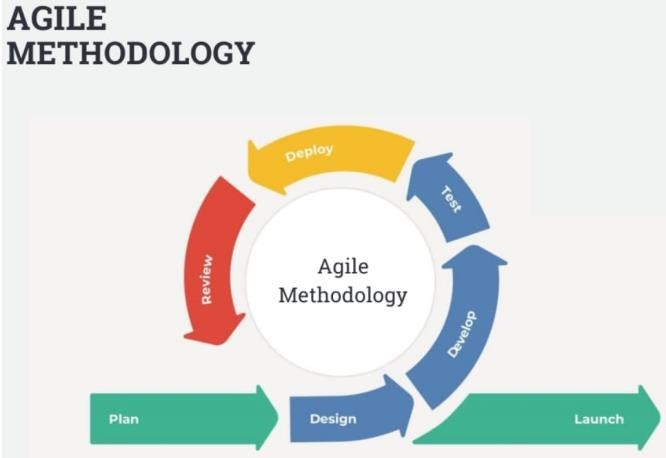 AGILE
METHODOLOGY
Deploy
Test
Review
Agile
Methodology
Develop
Plan
Design
Launch